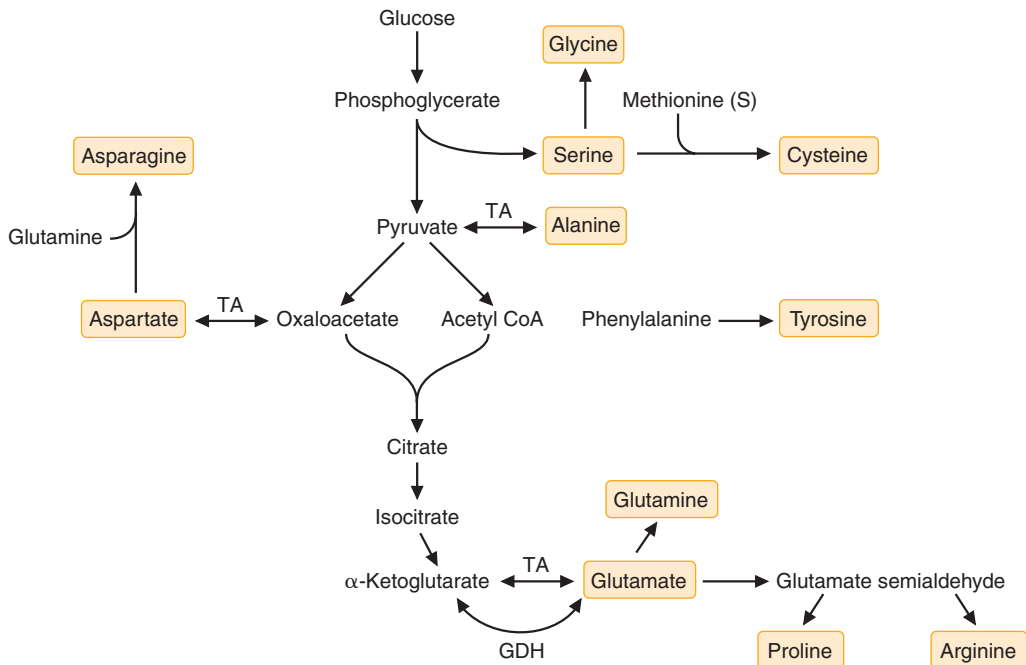 Glucose
Glycine
Phosphoglycerate
Methionine (S)
Asparagine
Serine
Cysteine
Glutamine
Pyruvate
TA
Alanine
Aspartate
TA
Oxaloacetate
Acetyl CoA
Phenylalanine
Tyrosine
Citrate
Glutamine
Isocitrate
α-Ketoglutarate
TA
Glutamate
Glutamate semialdehyde
GDH
Proline
Arginine